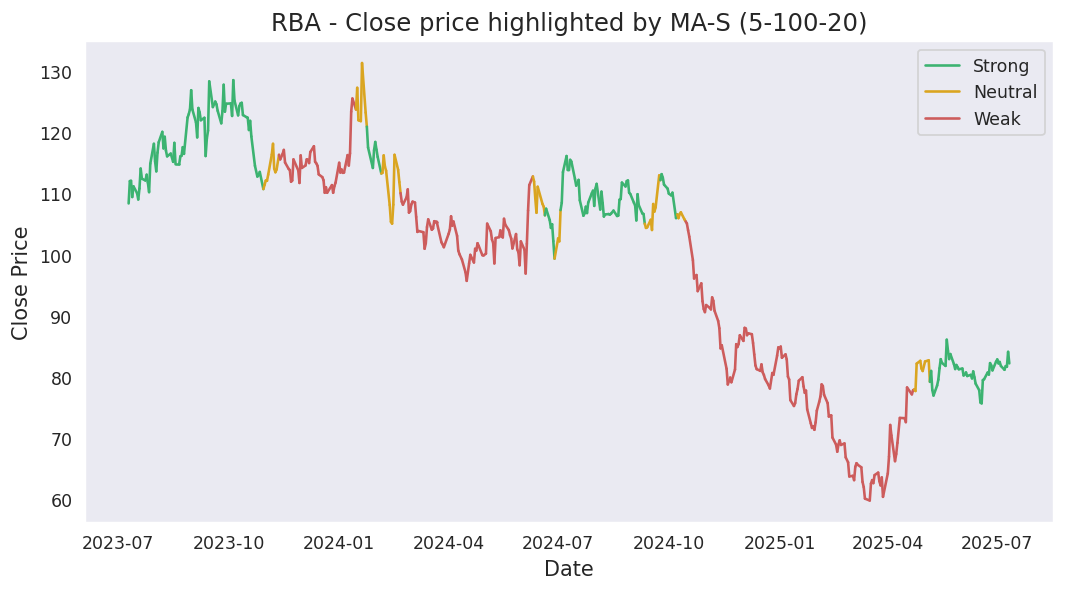 RBA - Close price highlighted by MA-S (5-100-20)
Strong
Neutral
Weak
Close Price
130
120
110
100
90
80
70
60
2023-07 2023-10 2024-01 2024-04 2024-07 2024-10 2025-01 2025-04 2025-07
Date